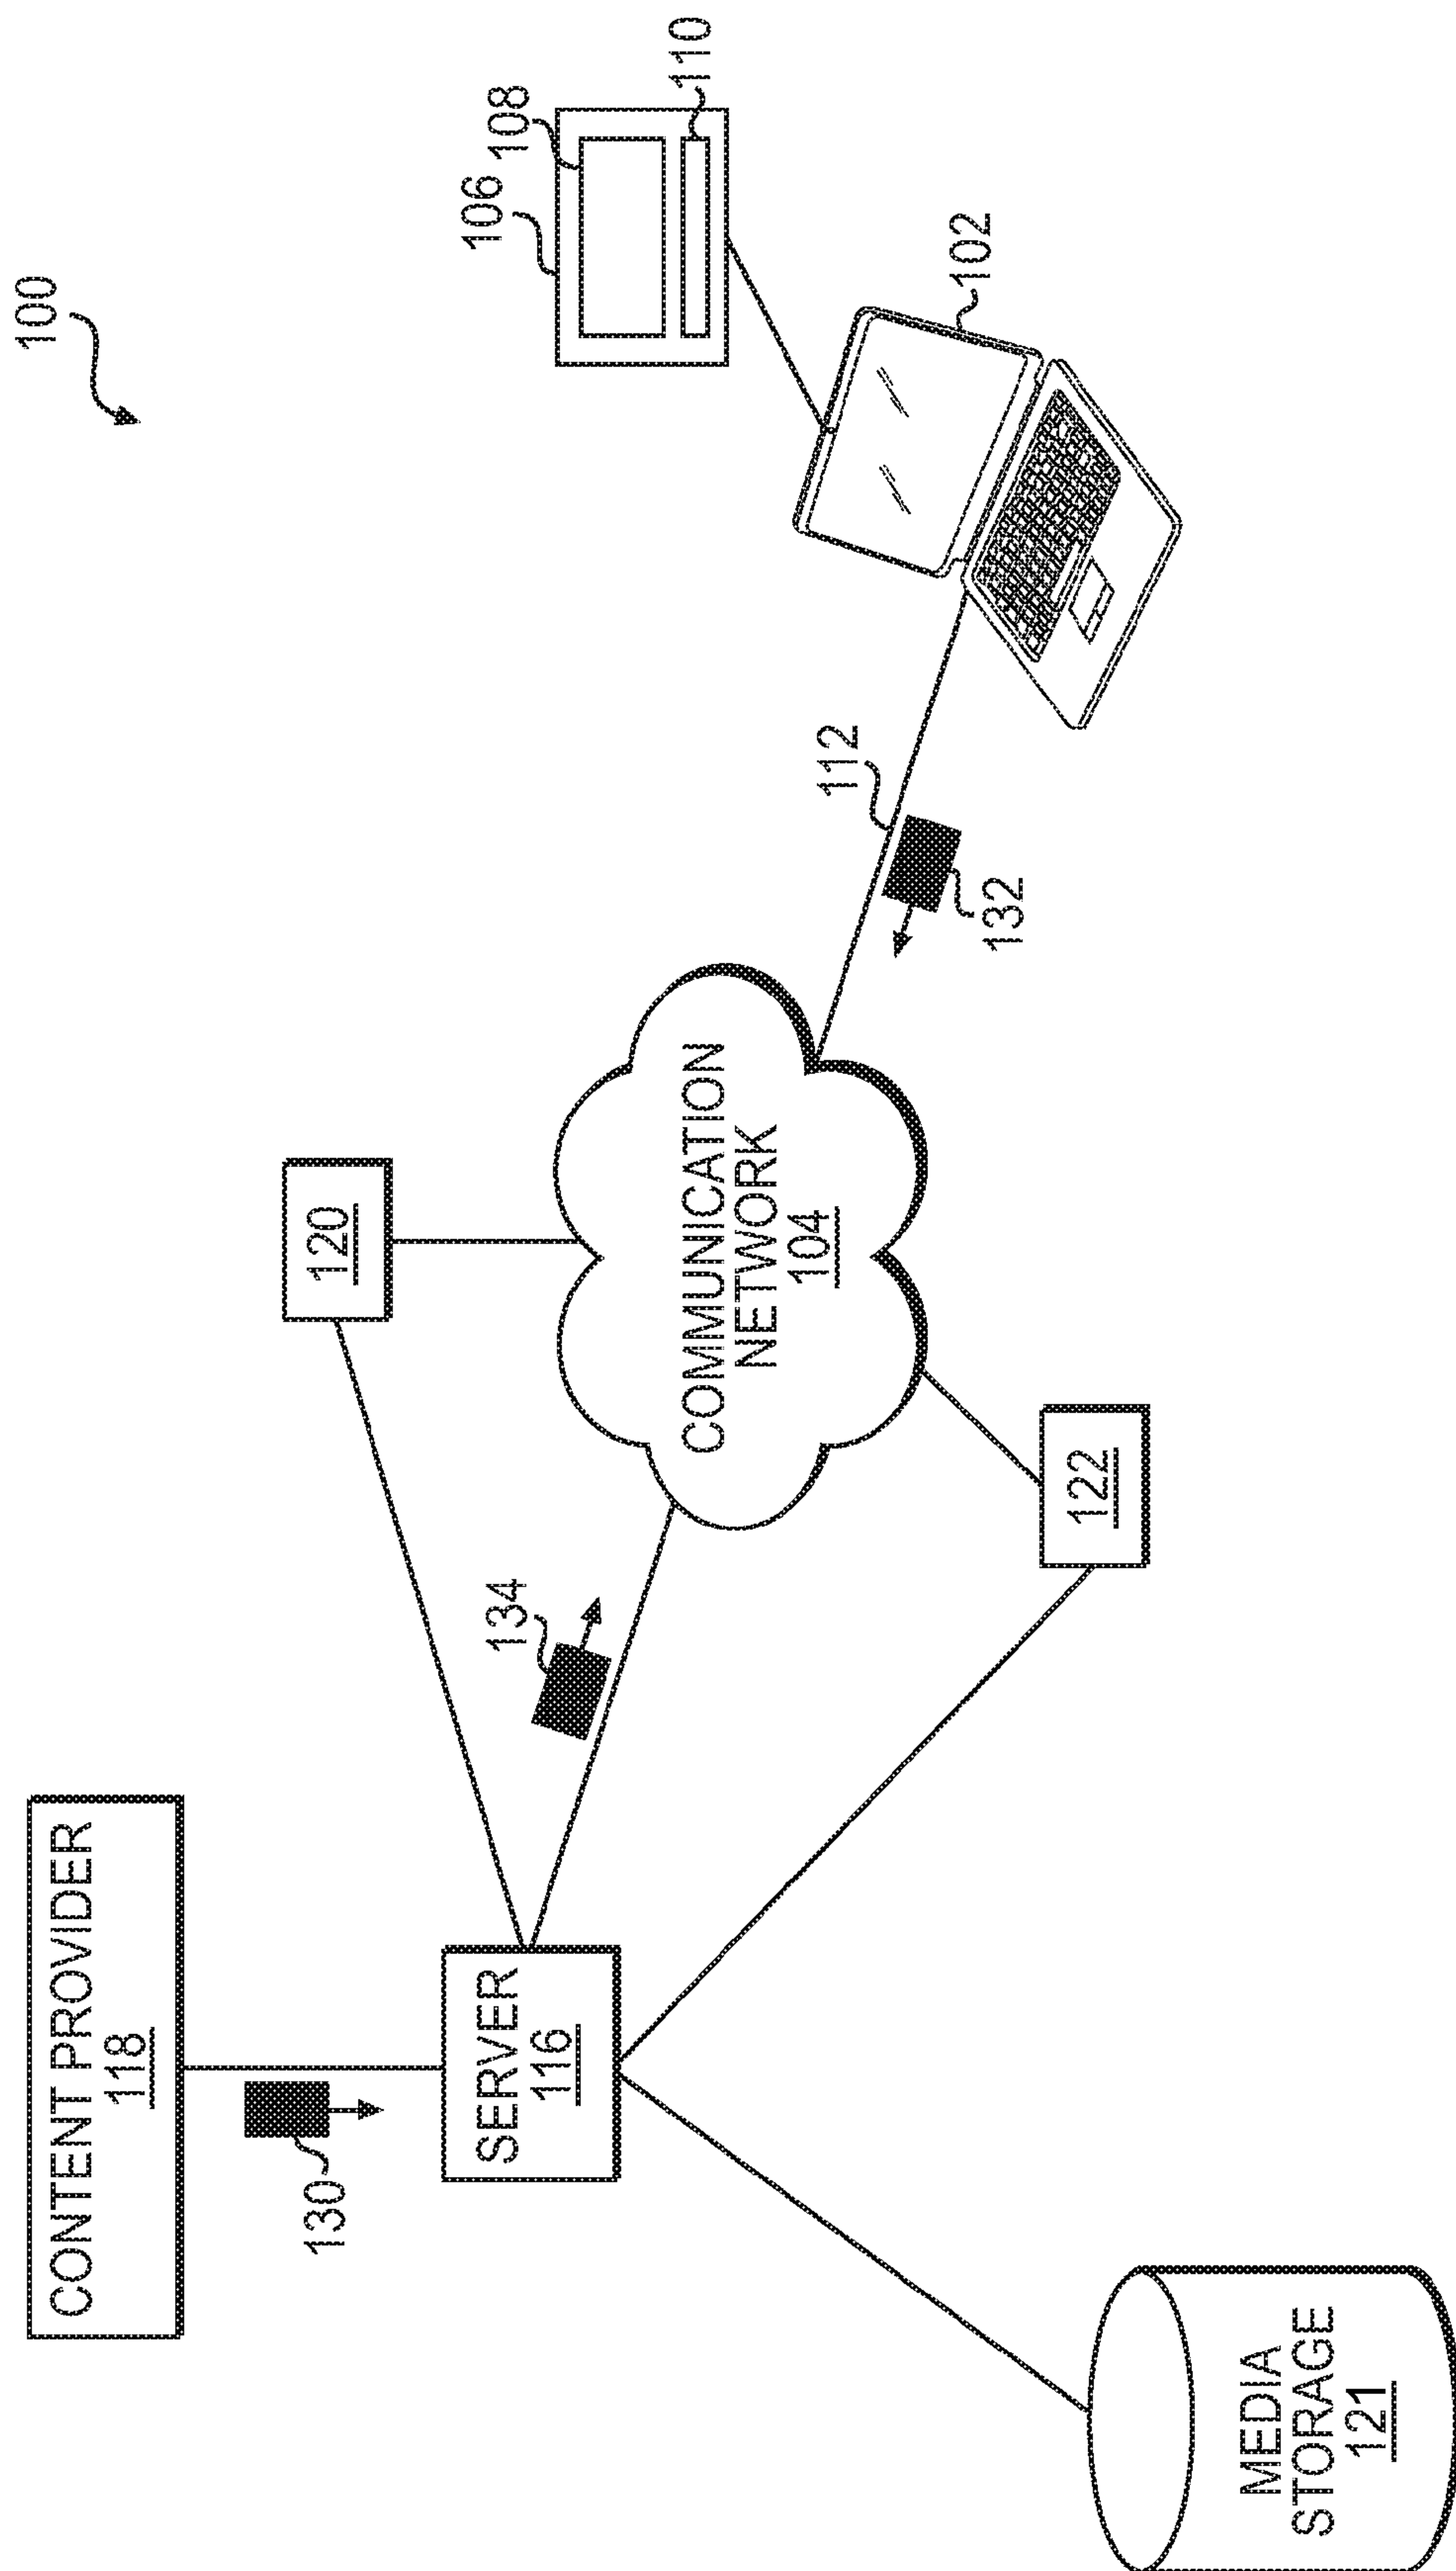 100
CONTENT PROVIDER
118
130
SERVER
116
134
120
COMMUNICATION
NETWORK
104
122
MEDIA
STORAGE
121
106
108
110
102
112
132